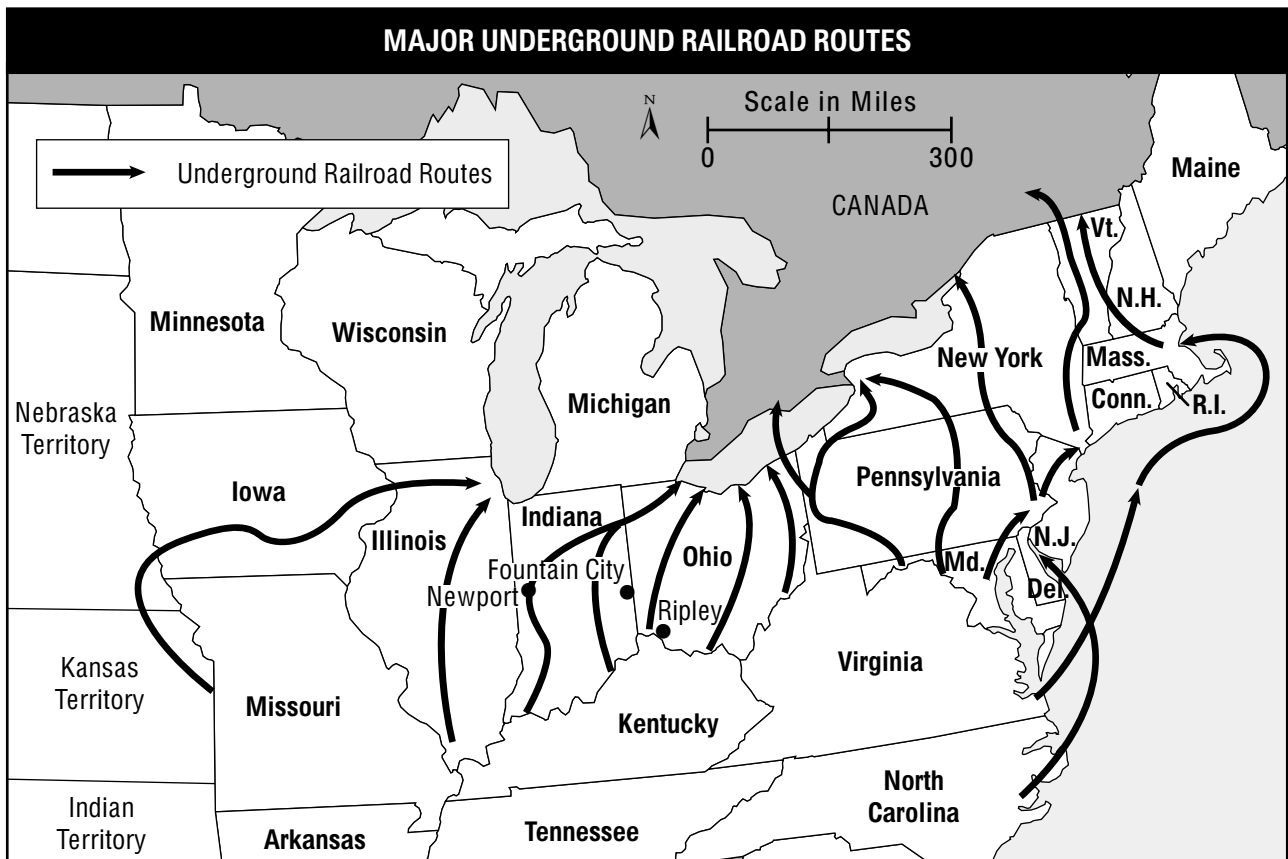 MAJOR UNDERGROUND RAILROAD ROUTES
N
Scale in Miles
0 300
Underground Railroad Routes
CANADA
Maine
Vt.
N.H.
Minnesota
Wisconsin
New York
Mass.
Conn.
R.I.
Michigan
Nebraska
Territory
Iowa
Pennsylvania
Illinois
Indiana
Ohio
N.J.
Md.
Del.
Fountain City
Newport
Ripley
Kansas
Territory
Missouri
Virginia
Kentucky
North
Carolina
Indian
Territory
Arkansas
Tennessee